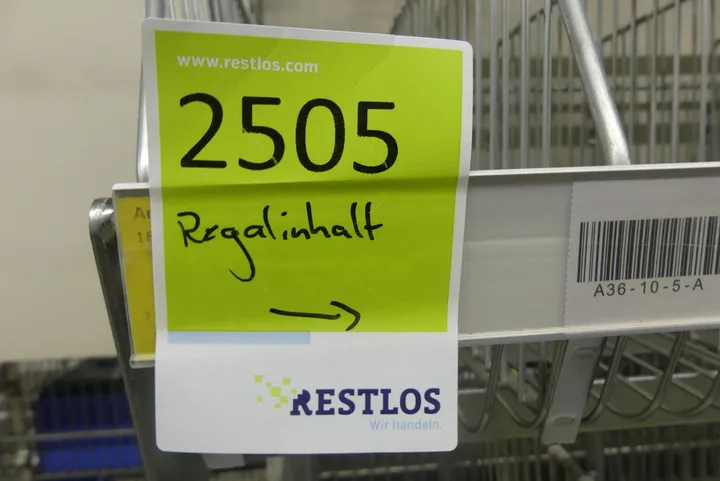 www.restlos.com
2505
Regalinhalt
→
RESTLOS
Wir handeln.
A36-10-5-A